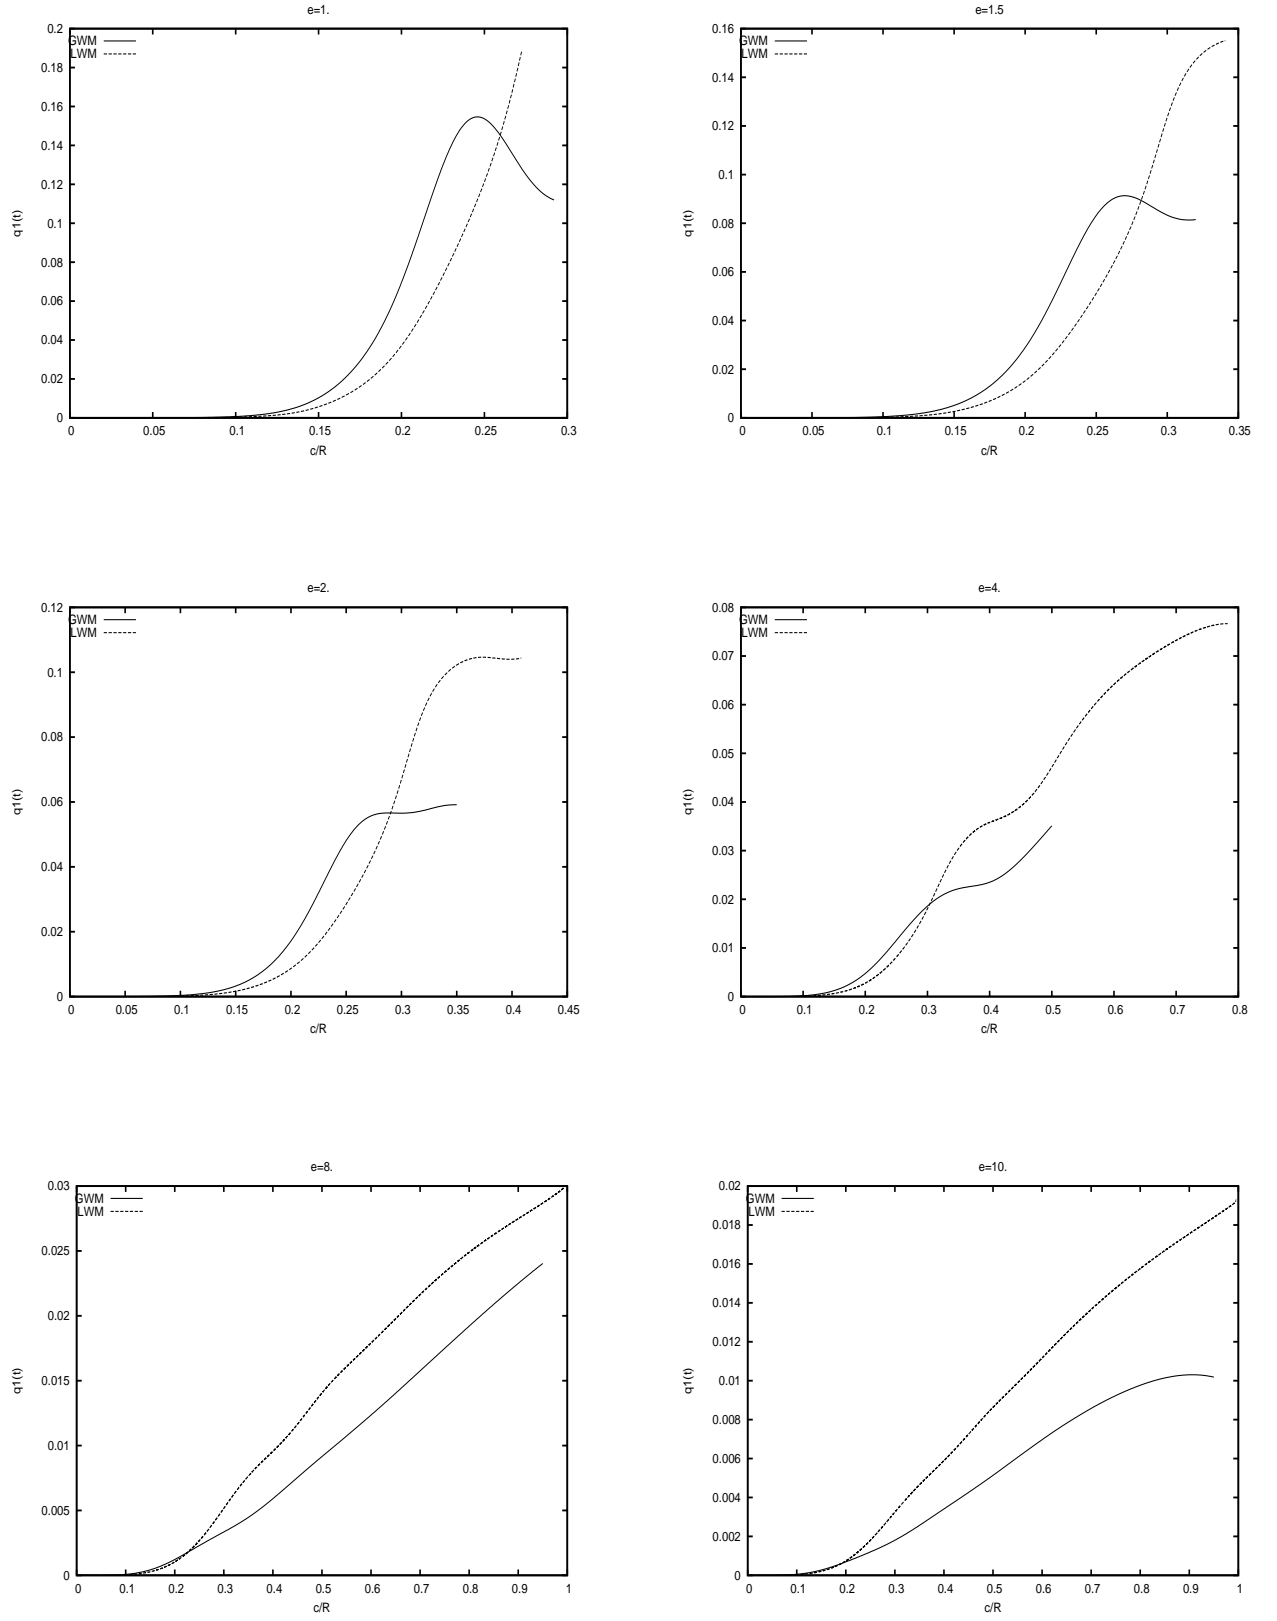 e=1.
GWM
LWM
0.2
0.18
0.16
0.14
0.12
0.1
0.08
0.06
0.04
0.02
0
q1(t)
0 0.05 0.1 0.15 0.2 0.25 0.3
c/R
e=1.5
GWM
LWM
0.16
0.14
0.12
0.1
0.08
0.06
0.04
0.02
0
q1(t)
0 0.05 0.1 0.15 0.2 0.25 0.3 0.35
c/R
e=2.
GWM
LWM
0.12
0.1
0.08
0.06
0.04
0.02
0
q1(t)
0 0.05 0.1 0.15 0.2 0.25 0.3 0.35 0.4 0.45
c/R
e=4.
GWM
LWM
0.08
0.07
0.06
0.05
0.04
0.03
0.02
0.01
0
q1(t)
0 0.1 0.2 0.3 0.4 0.5 0.6 0.7 0.8
c/R
e=8.
GWM
LWM
0.03
0.025
0.02
0.015
0.01
0.005
0
q1(t)
0 0.1 0.2 0.3 0.4 0.5 0.6 0.7 0.8 0.9 1
c/R
e=10.
GWM
LWM
0.02
0.018
0.016
0.014
0.012
0.01
0.008
0.006
0.004
0.002
0
q1(t)
0 0.1 0.2 0.3 0.4 0.5 0.6 0.7 0.8 0.9 1
c/R